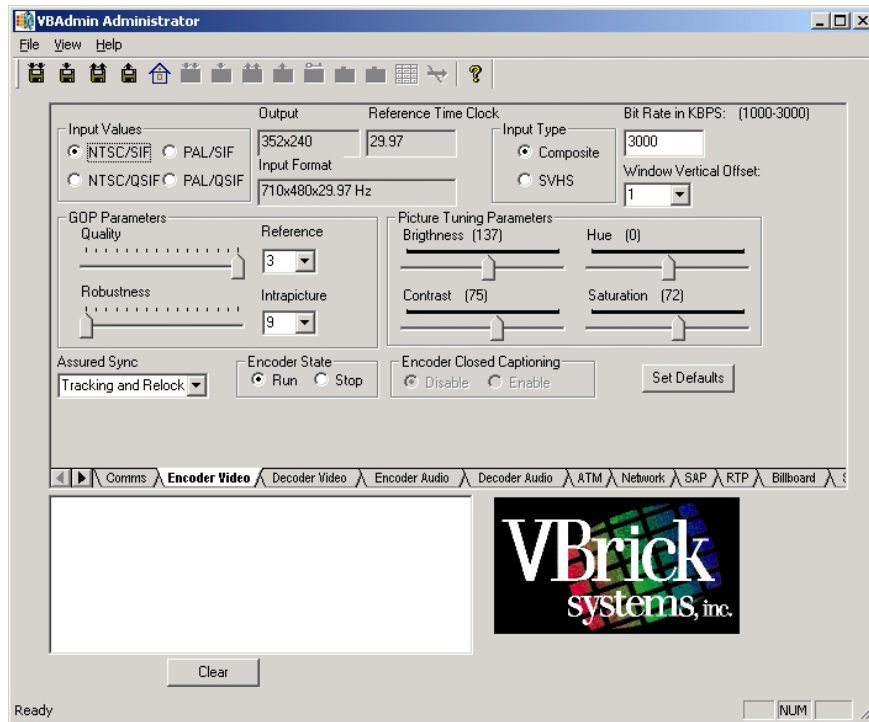 VBAdmin Administrator
File View Help
Output Reference Time Clock Bit Rate in KBPS: (1000-3000)
Input Values
NTSC/SIF PAL/SIF
NTSC/QSIF PAL/QSIF
352x240 29.97
Input Format
710x480x29.97 Hz
Input Type
Composite
SVHS
3000
Window Vertical Offset:
1
GOP Parameters
Quality Reference
3
Robustness Intrapicture
9
Picture Tuning Parameters
Brigthness (137) Hue (0)
Contrast (75) Saturation (72)
Assured Sync
Tracking and Relock
Encoder State
Run Stop
Encoder Closed Captioning
Disable Enable
Set Defaults
Comms Encoder Video Decoder Video Encoder Audio Decoder Audio ATM Network SAP RTP Billboard
VBrick
systems, inc.
Clear
Ready NUM